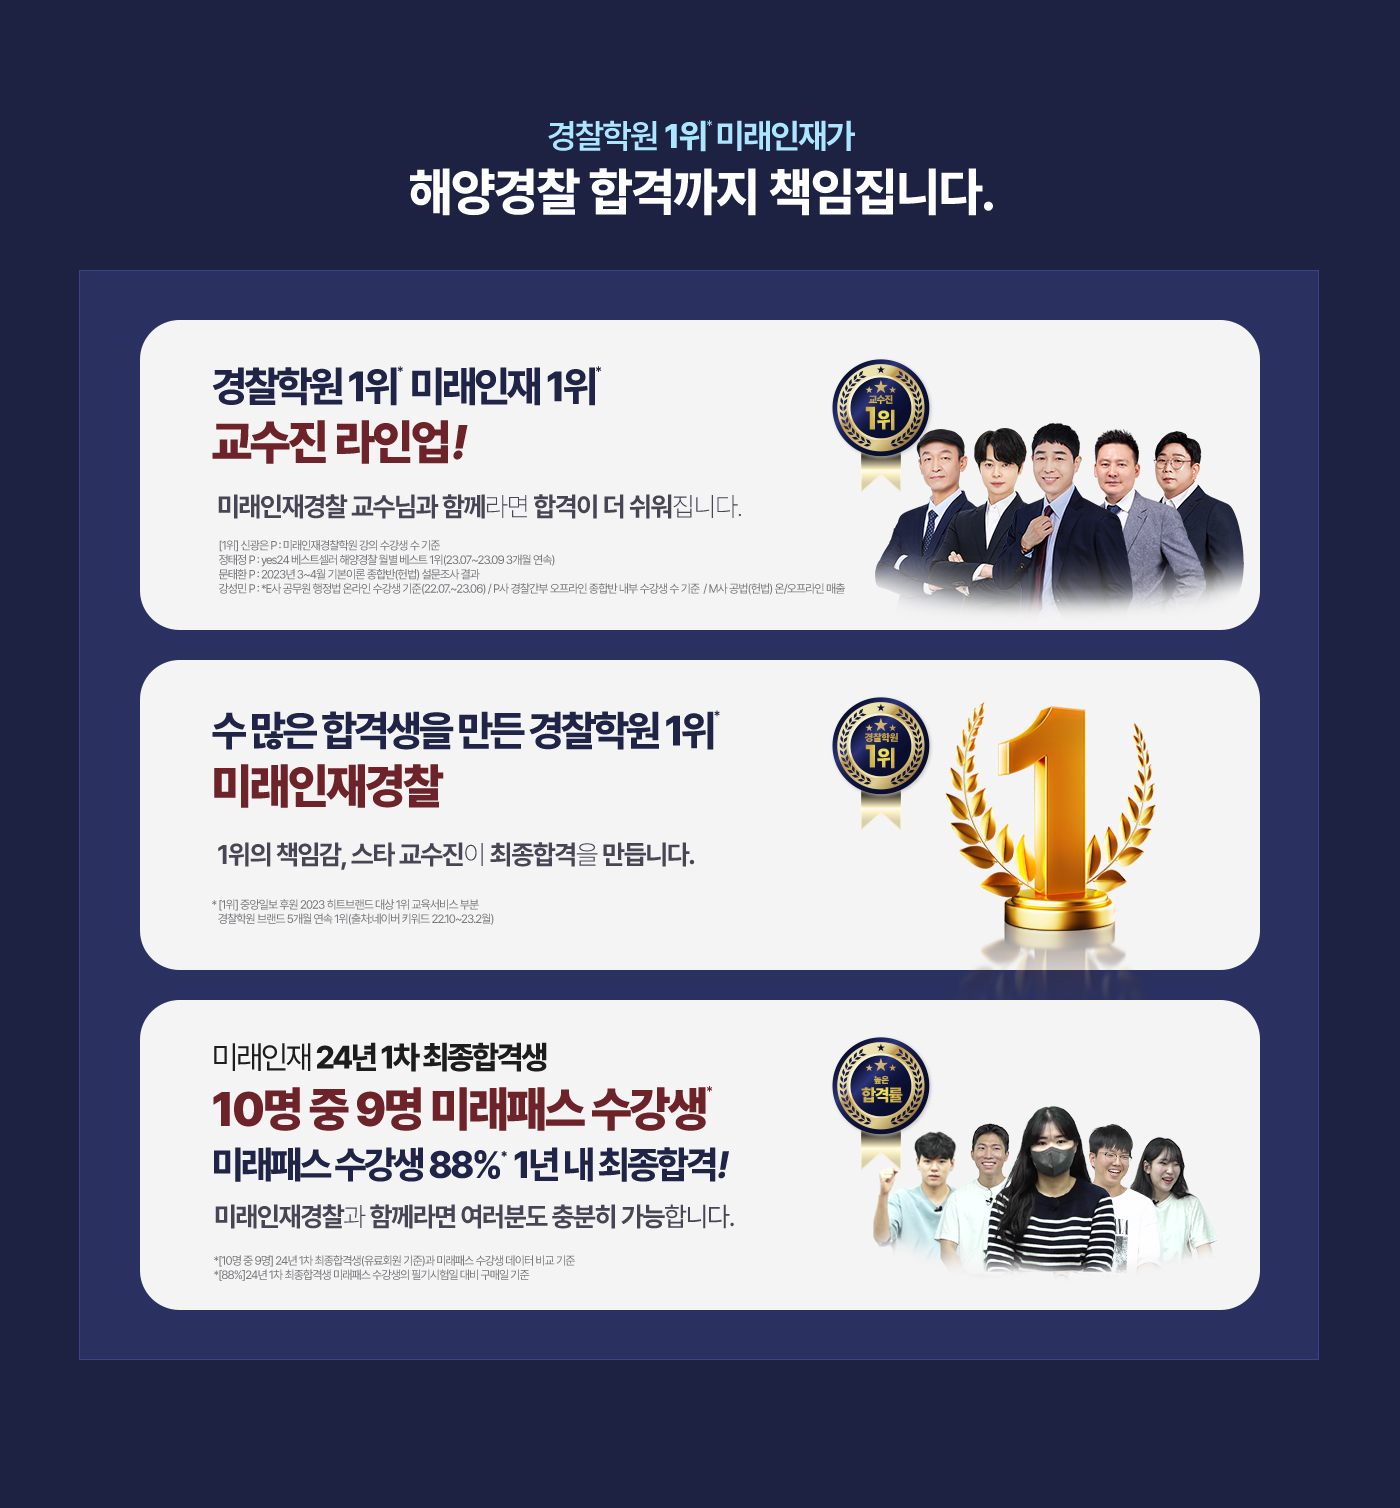 경찰학원 1위* 미래인재가
해양경찰 합격까지 책임집니다.
경찰학원 1위* 미래인재 1위*
교수진 라인업!
미래인재경찰 교수님과 함께라면 합격이 더 쉬워집니다.
[1위] 신광은 P : 미래인재경찰학원 강의 수강생 수 기준
정태정 P : yes24 베스트셀러 해양경찰 월별 베스트 1위(23.07~23.09 3개월 연속)
문태환 P : 2023년 3~4월 기본이론 종합반(헌법) 설문조사 결과
강성민 P : *E사 공무원 행정법 온라인 수강생 기준(22.07.~23.06) / P사 경찰간부 오프라인 종합반 내부 수강생 수 기준 / M사 공법(헌법) 온/오프라인 매출
교수진
1위
수 많은 합격생을 만든 경찰학원 1위*
미래인재경찰
1위의 책임감, 스타 교수진이 최종합격을 만듭니다.
* [1위] 중앙일보 후원 2023 히트브랜드 대상 1위 교육서비스 부분
경찰학원 브랜드 5개월 연속 1위(출처:네이버 키워드 22.10~23.2월)
경찰학원
1위
1
미래인재 24년 1차 최종합격생
10명 중 9명 미래패스 수강생*
미래패스 수강생 88%* 1년 내 최종합격!
미래인재경찰과 함께라면 여러분도 충분히 가능합니다.
*[10명 중 9명] 24년 1차 최종합격생(유료회원 기준)과 미래패스 수강생 데이터 비교 기준
*[88%]24년 1차 최종합격생 미래패스 수강생의 필기시험일 대비 구매일 기준
높은
합격률